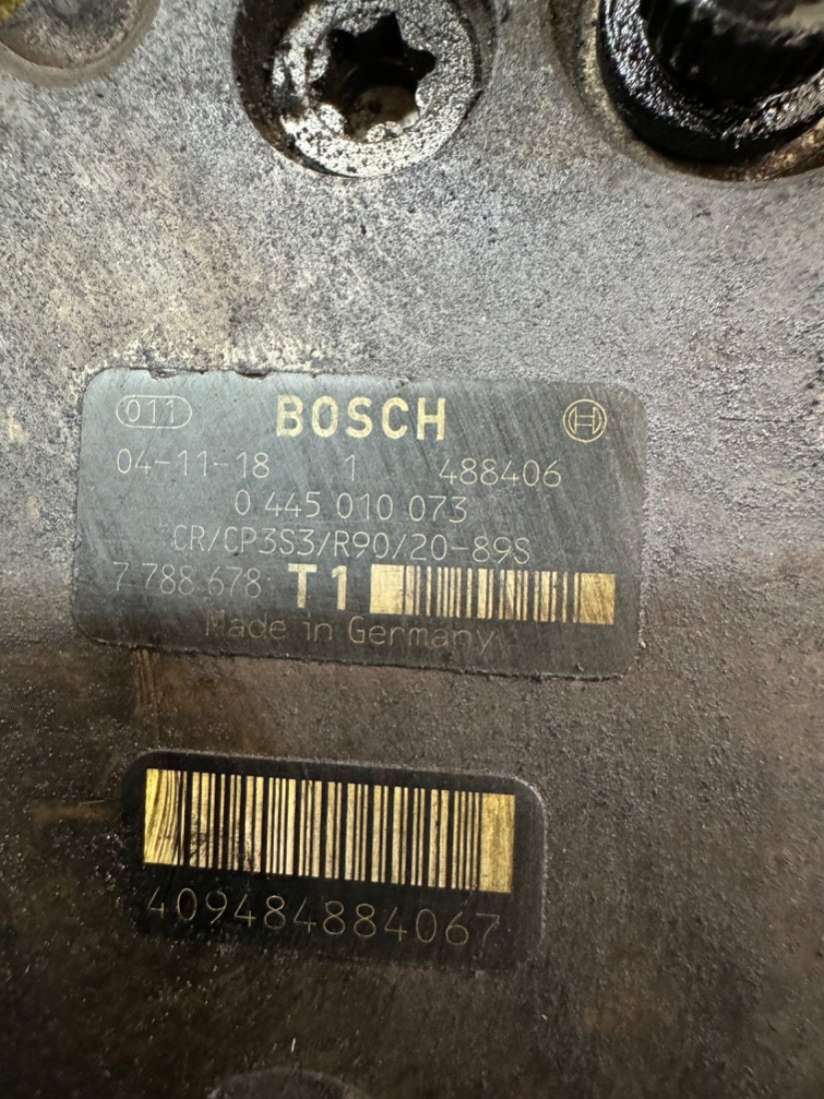 011 BOSCH
04-11-18 1 488406
0 445 010 073
CR/CP3S3/R90/20-89S
7 788 678 T1
Made in Germany
409484884067